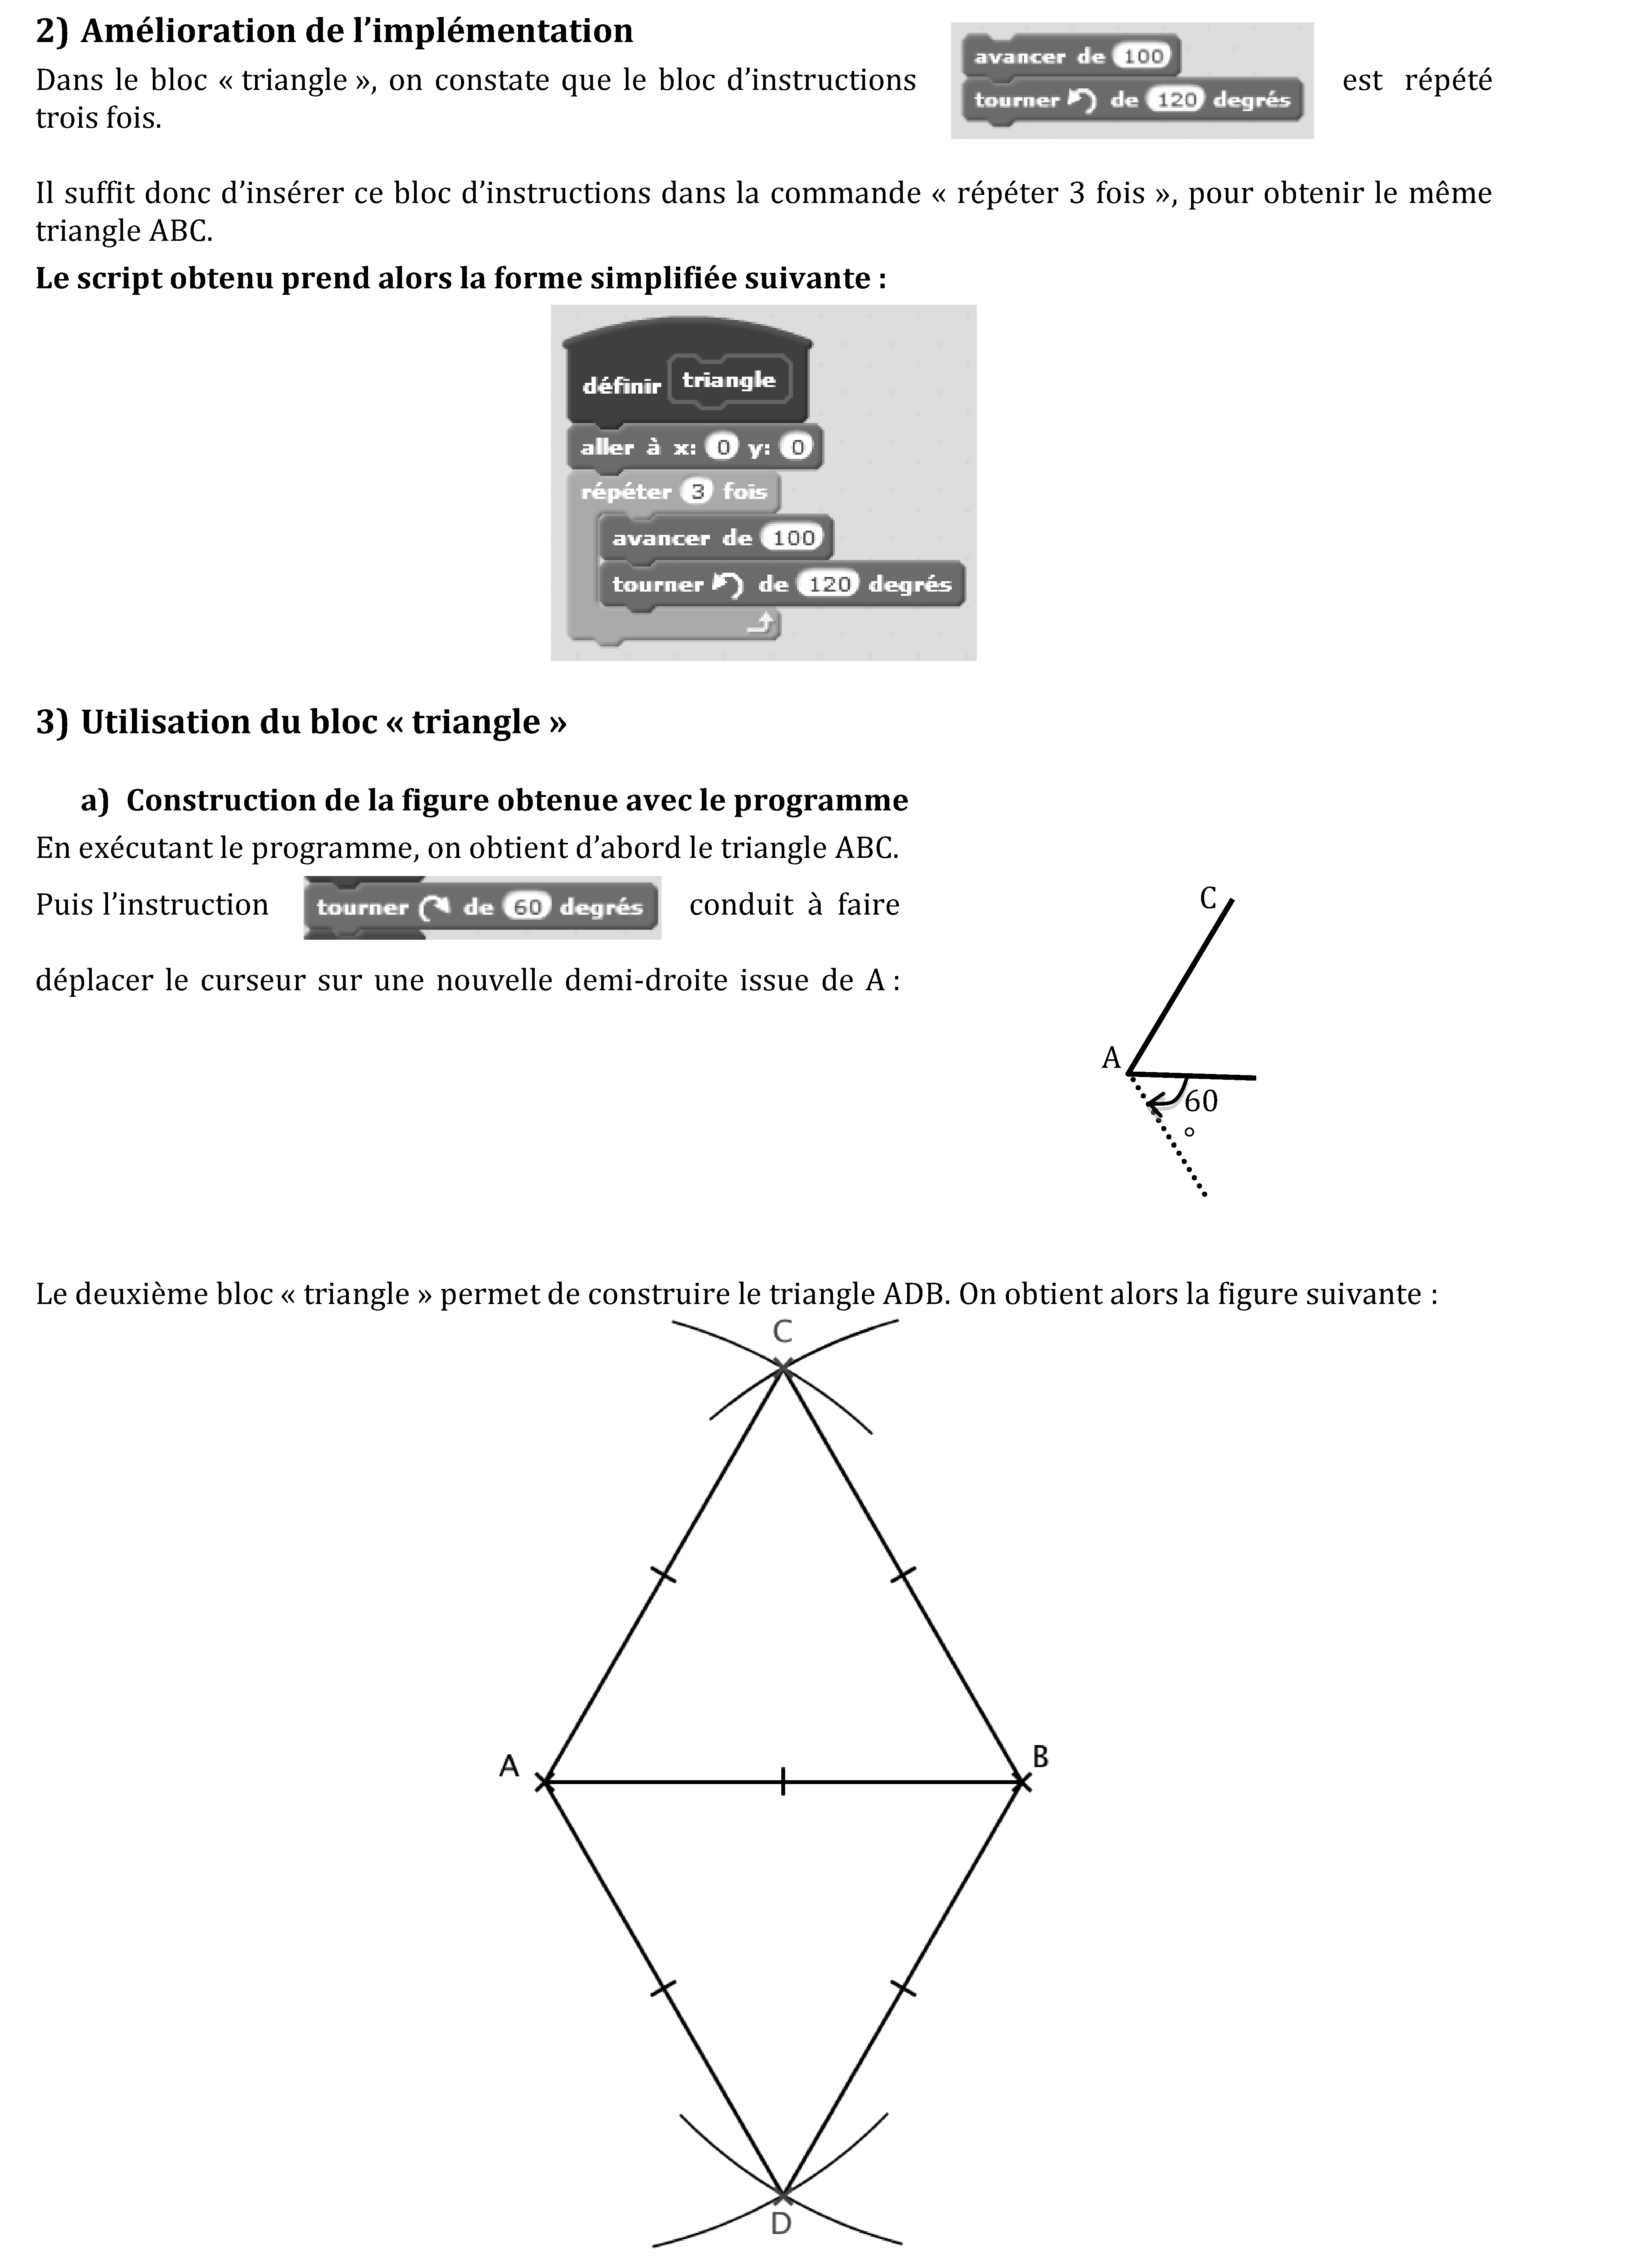 2) Amélioration de l’implémentation
Dans le bloc « triangle », on constate que le bloc d’instructions
avancer de 100
tourner de 120 degrés
est répété
trois fois.
Il suffit donc d’insérer ce bloc d’instructions dans la commande « répéter 3 fois », pour obtenir le même
triangle ABC.
Le script obtenu prend alors la forme simplifiée suivante :
définir triangle
aller à x: 0 y: 0
répéter 3 fois
avancer de 100
tourner de 120 degrés
3) Utilisation du bloc « triangle »
a) Construction de la figure obtenue avec le programme
En exécutant le programme, on obtient d’abord le triangle ABC.
Puis l’instruction tourner de 60 degrés conduit à faire
déplacer le curseur sur une nouvelle demi-droite issue de A :
C
A
60
°
Le deuxième bloc « triangle » permet de construire le triangle ADB. On obtient alors la figure suivante :
C
A
B
D